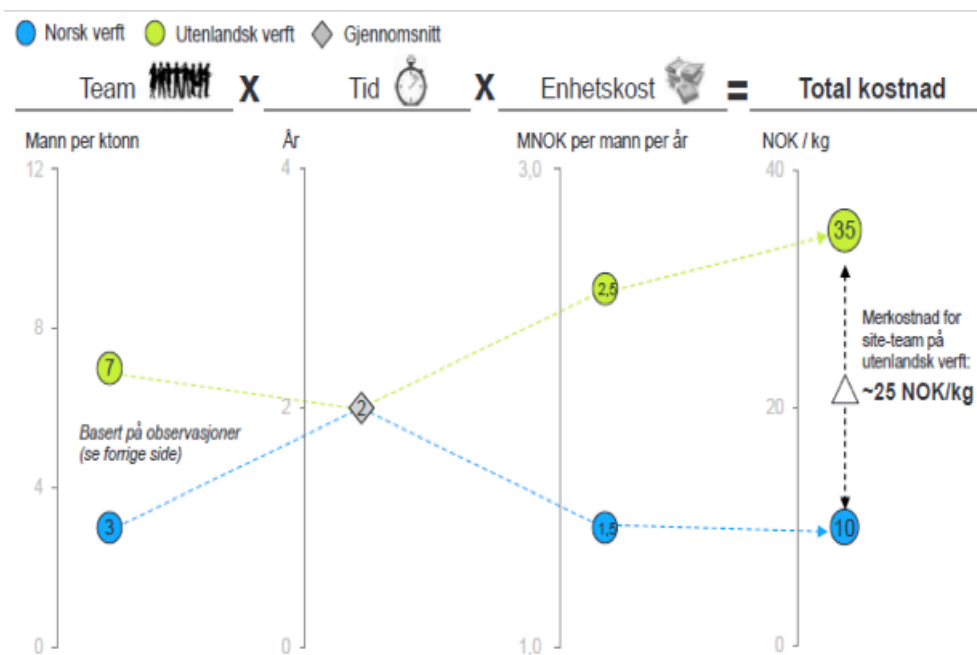 Norsk verft Utenlandsk verft Gjennomsnitt
Team X Tid X Enhetskost = Total kostnad
Mann per ktonn År MNOK per mann per år NOK / kg
12 4 3,0 40
35
2,5
Merkostnad for
site-team på
utenlandsk verft:
~25 NOK/kg
8
7
2 2 20
Basert på observasjoner
(se forrige side)
4
3 1,5 10
0 0 1,0 0